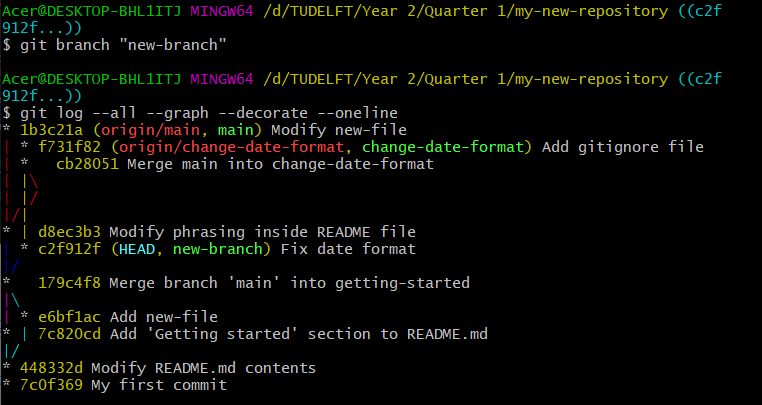 Acer@DESKTOP-BHL1ITJ MINGW64 /d/TUDELFT/Year 2/Quarter 1/my-new-repository ((c2f
912f...))
$ git branch "new-branch"
Acer@DESKTOP-BHL1ITJ MINGW64 /d/TUDELFT/Year 2/Quarter 1/my-new-repository ((c2f
912f...))
$ git log --all --graph --decorate --oneline
* 1b3c21a (origin/main, main) Modify new-file
| * f731f82 (origin/change-date-format, change-date-format) Add gitignore file
| *   cb28051 Merge main into change-date-format
| |\
| |/
|/|
* | d8ec3b3 Modify phrasing inside README file
| * c2f912f (HEAD, new-branch) Fix date format
|/
*   179c4f8 Merge branch 'main' into getting-started
|\
| * e6bf1ac Add new-file
* | 7c820cd Add 'Getting started' section to README.md
|/
* 448332d Modify README.md contents
* 7c0f369 My first commit